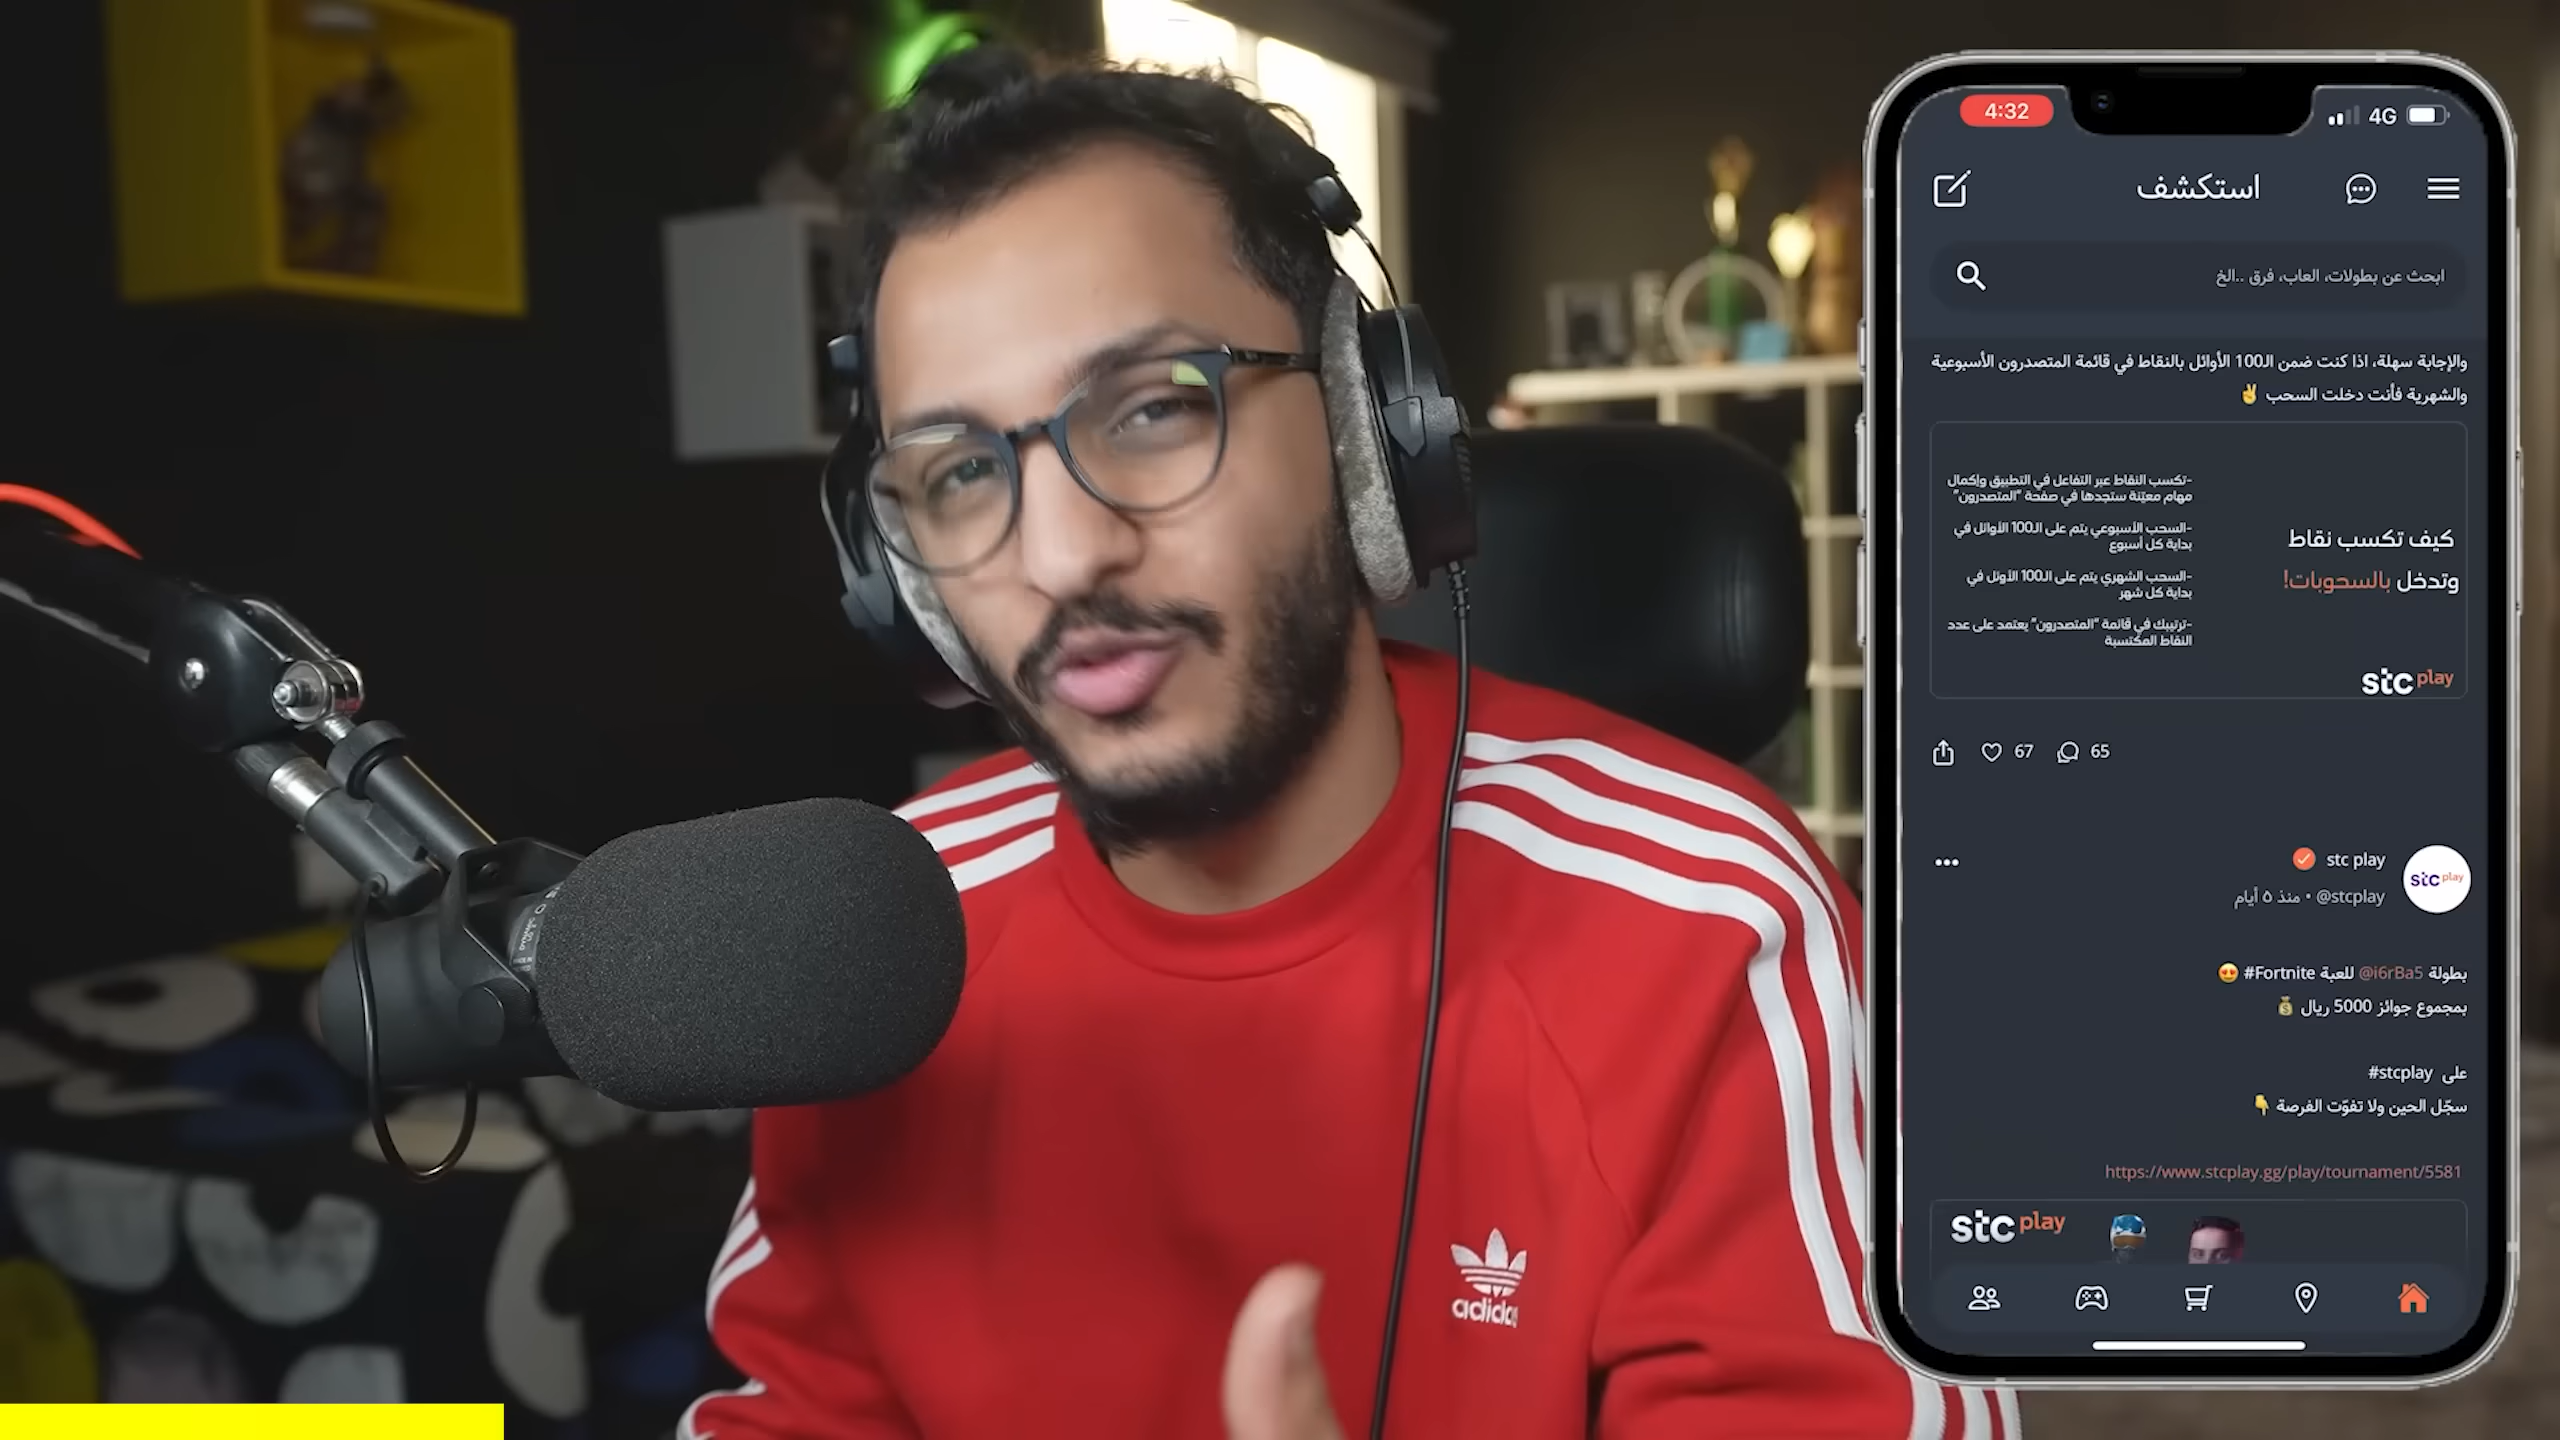 4:32
4G
استكشف
ابحث عن بطولات، العاب، فرق ..الخ
والإجابة سهلة، اذا كنت ضمن الـ100 الأوائل بالنقاط في قائمة المتصدرون الأسبوعية
والشهرية فأنت دخلت السحب ✌️
كيف تكسب نقاط
وتدخل بالسحوبات!
-تكسب النقاط عبر التفاعل في التطبيق وإكمال
مهام معيّنة ستجدها في صفحة "المتصدرون"
-السحب الأسبوعي يتم على الـ100 الأوائل في
بداية كل أسبوع
-السحب الشهري يتم على الـ100 الأوئل في
بداية كل شهر
-ترتيبك في قائمة "المتصدرون" يعتمد على عدد
النقاط المكتسبة
stc play
67 65
stc play
stc play
@stcplay • منذ ٥ أيام
بطولة @i6rBa5 للعبة #Fortnite 😍
بمجموع جوائز 5000 ريال 💰
على #stcplay
سجّل الحين ولا تفوّت الفرصة 👇
https://www.stcplay.gg/play/tournament/5581
stc play
adidas